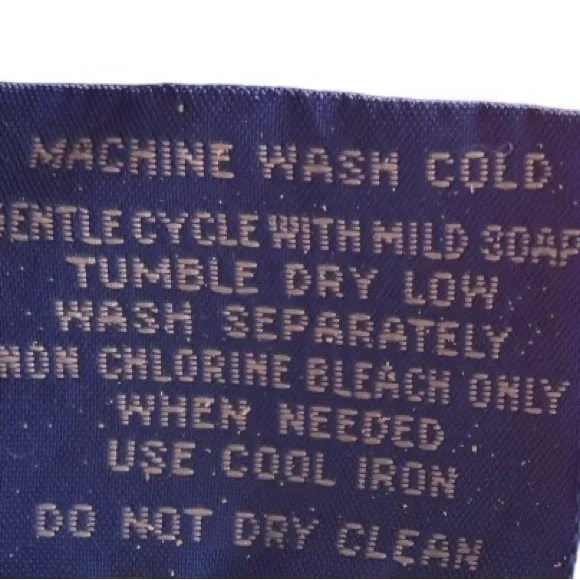 MACHINE WASH COLD
GENTLE CYCLE WITH MILD SOAP
TUMBLE DRY LOW
WASH SEPARATELY
NON CHLORINE BLEACH ONLY
WHEN NEEDED
USE COOL IRON
DO NOT DRY CLEAN